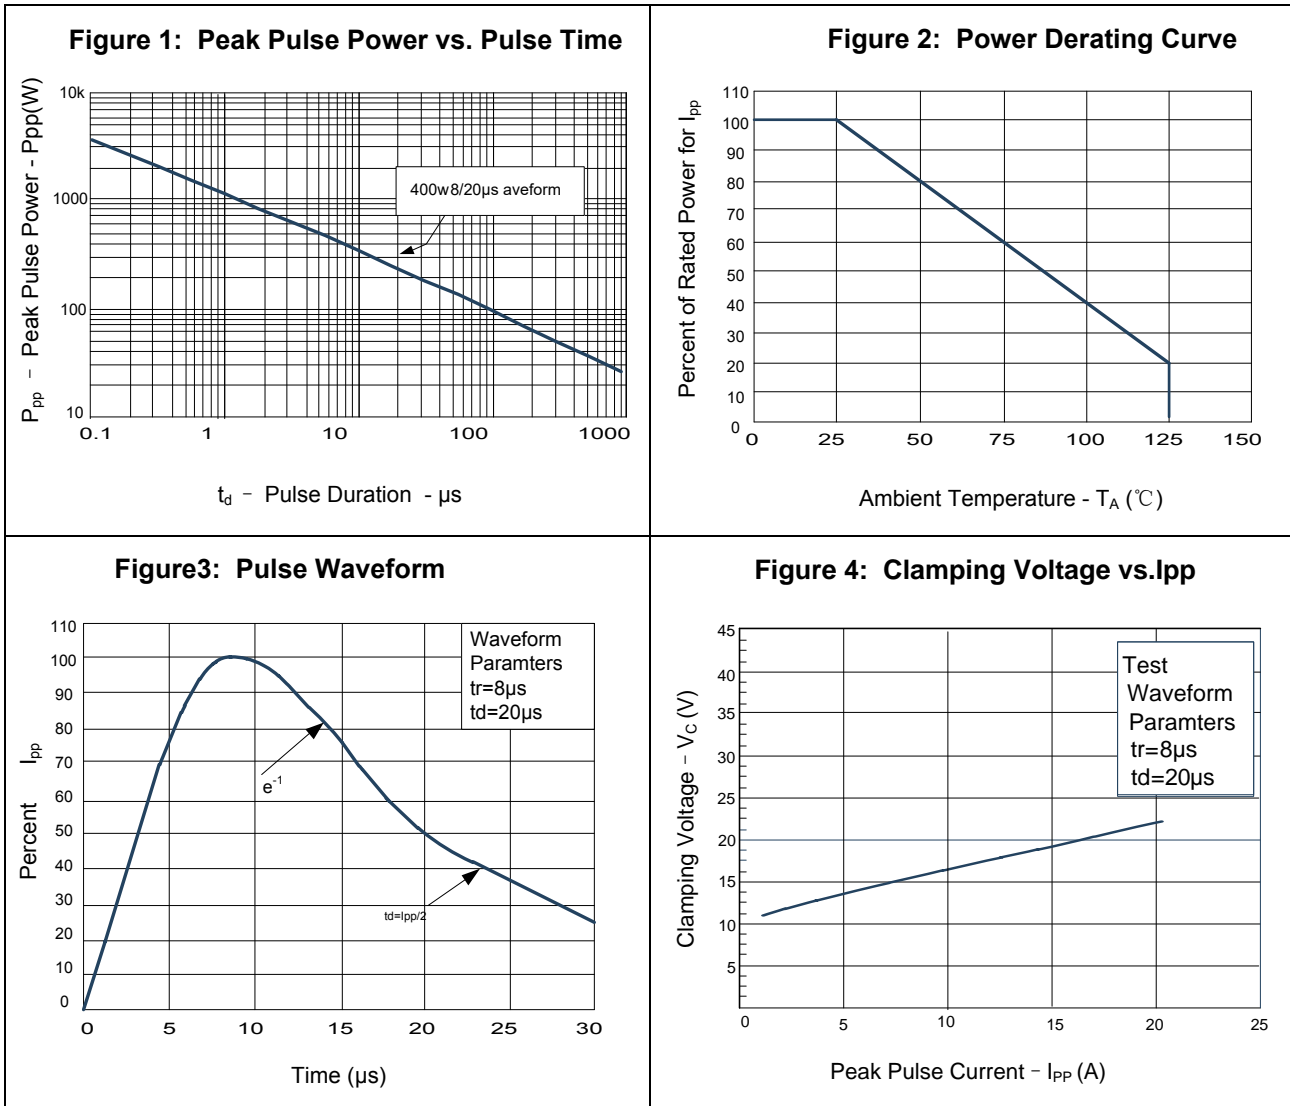 Figure 1: Peak Pulse Power vs. Pulse Time
Ppp – Peak Pulse Power - Ppp(W)
10k
1000
100
10
400w8/20µs aveform
0.1 1 10 100 1000
td – Pulse Duration - µs
Figure 2: Power Derating Curve
Percent of Rated Power for Ipp
110
100
90
80
70
60
50
40
30
20
10
0
0 25 50 75 100 125 150
Ambient Temperature - TA (℃)
Figure3: Pulse Waveform
Percent Ipp
110
100
90
80
70
60
50
40
30
20
10
0
Waveform
Paramters
tr=8µs
td=20µs
e-1
td=Ipp/2
0 5 10 15 20 25 30
Time (µs)
Figure 4: Clamping Voltage vs.Ipp
Clamping Voltage – VC (V)
45
40
35
30
25
20
15
10
5
Test
Waveform
Paramters
tr=8µs
td=20µs
0 5 10 15 20 25
Peak Pulse Current – IPP (A)